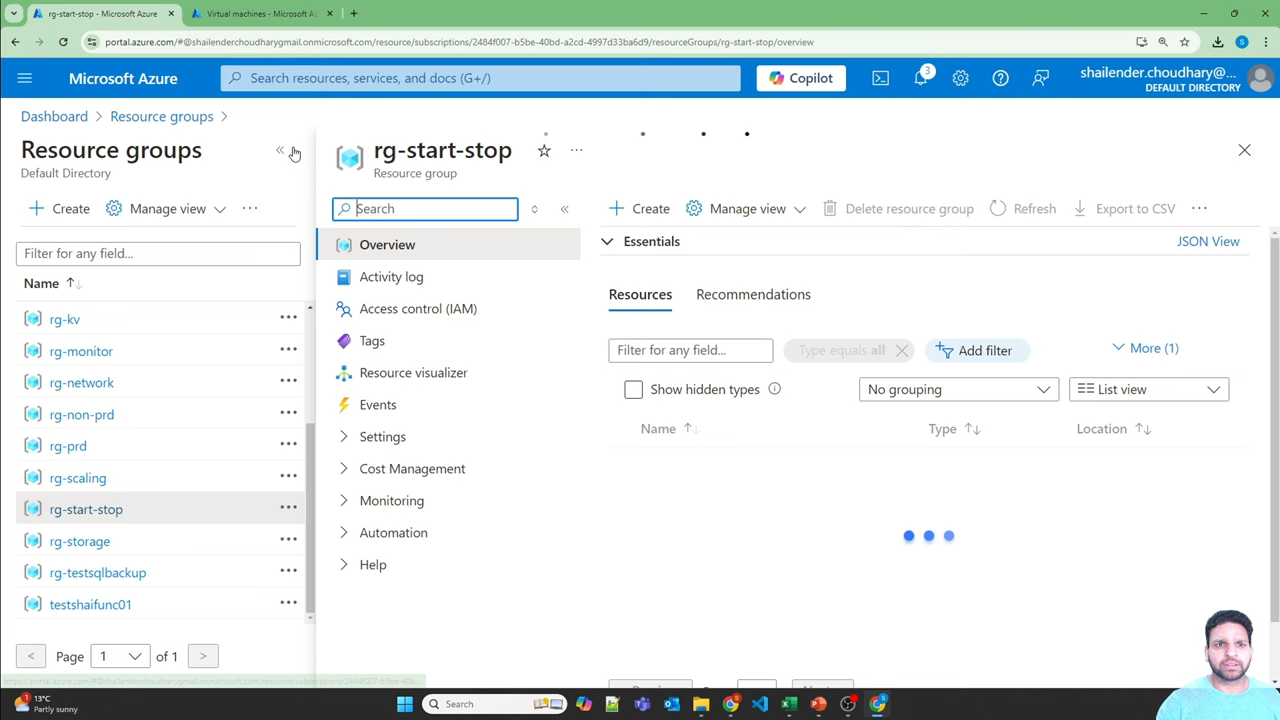 rg-start-stop - Microsoft Azure
Virtual machines - Microsoft Az
portal.azure.com/#@shailenderchoudharygmail.onmicrosoft.com/resource/subscriptions/2484f007-b5be-40bd-a2cd-4997d33ba6d9/resourceGroups/rg-start-stop/overview
Microsoft Azure
Search resources, services, and docs (G+/)
Copilot
3
shailender.choudhary@...
DEFAULT DIRECTORY
Dashboard > Resource groups >
Resource groups
Default Directory
Create
Manage view
Filter for any field...
Name
rg-kv
rg-monitor
rg-network
rg-non-prd
rg-prd
rg-scaling
rg-start-stop
rg-storage
rg-testsqlbackup
testshaifunc01
< Page 1 of 1 >
rg-start-stop
Resource group
Search
Overview
Activity log
Access control (IAM)
Tags
Resource visualizer
Events
Settings
Cost Management
Monitoring
Automation
Help
Create
Manage view
Delete resource group
Refresh
Export to CSV
Essentials
JSON View
Resources
Recommendations
Filter for any field...
Type equals all
Add filter
More (1)
Show hidden types
No grouping
List view
Name
Type
Location
13°C
Partly sunny
Search